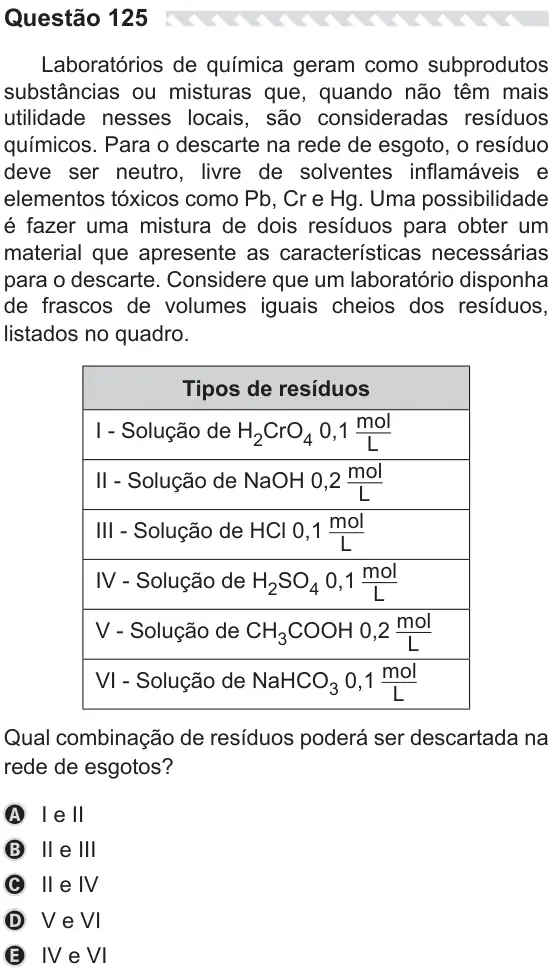 Questão 125
Laboratórios de química geram como subprodutos
substâncias ou misturas que, quando não têm mais
utilidade nesses locais, são consideradas resíduos
químicos. Para o descarte na rede de esgoto, o resíduo
deve ser neutro, livre de solventes inflamáveis e
elementos tóxicos como Pb, Cr e Hg. Uma possibilidade
é fazer uma mistura de dois resíduos para obter um
material que apresente as características necessárias
para o descarte. Considere que um laboratório disponha
de frascos de volumes iguais cheios dos resíduos,
listados no quadro.
Tipos de resíduos
I - Solução de H₂CrO₄ 0,1 mol/L
II - Solução de NaOH 0,2 mol/L
III - Solução de HCl 0,1 mol/L
IV - Solução de H₂SO₄ 0,1 mol/L
V - Solução de CH₃COOH 0,2 mol/L
VI - Solução de NaHCO₃ 0,1 mol/L
Qual combinação de resíduos poderá ser descartada na
rede de esgotos?
A I e II
B II e III
C II e IV
D V e VI
E IV e VI